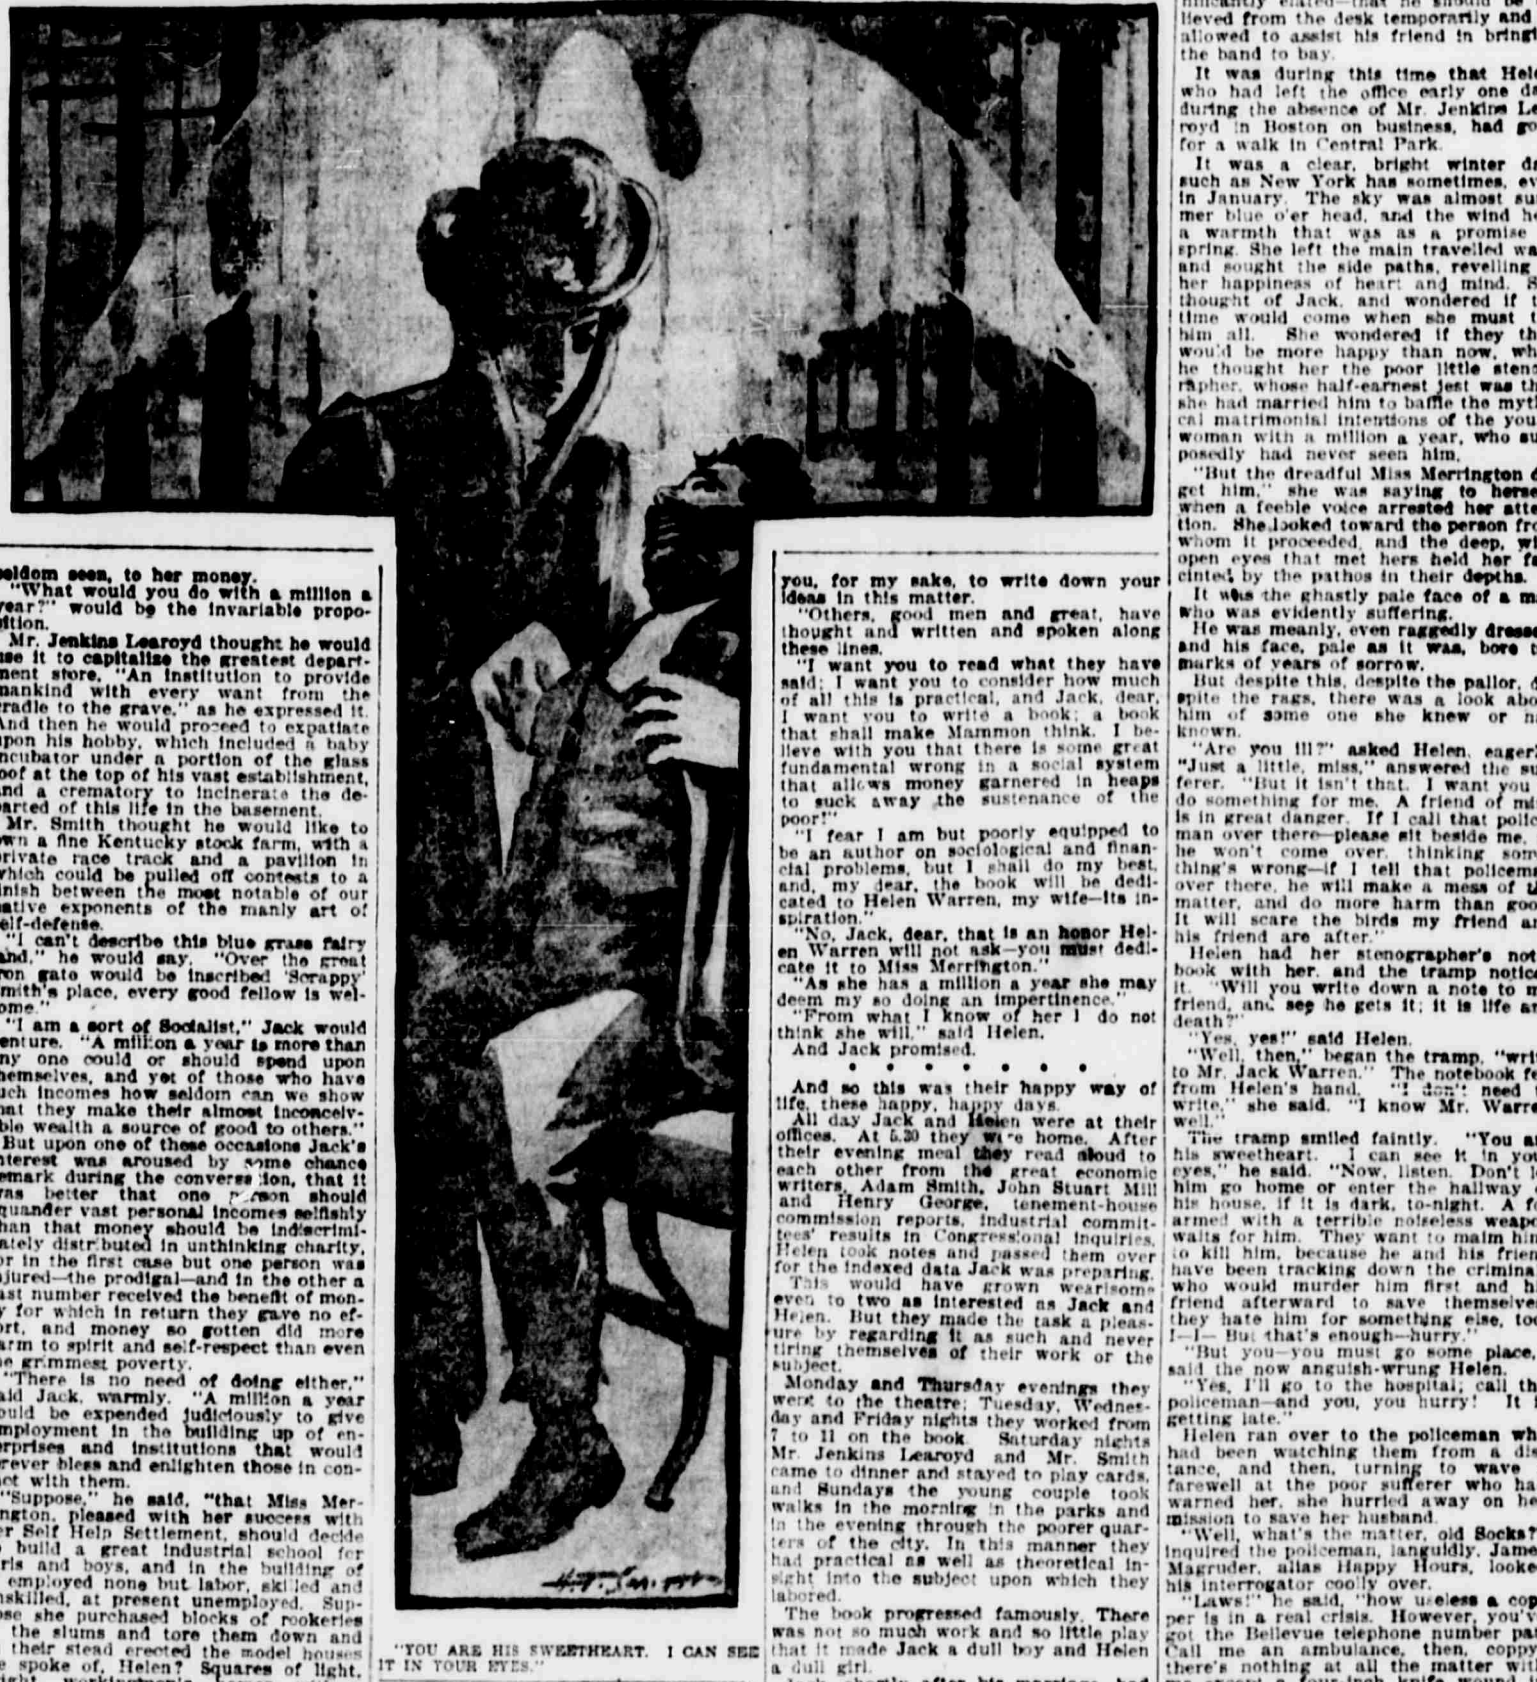 seldom seen, to her money.
"What would you do with a million a
year?" would be the invariable propo-
sition.
Mr. Jenkins Learoyd thought he would
use it to capitalize the greatest depart-
ment store. "An institution to provide
mankind with every want from the
cradle to the grave," as he expressed it.
And then he would proceed to expatiate
upon his hobby, which included a baby
incubator under a portion of the glass
roof at the top of his vast establishment,
and a crematory to incinerate the de-
parted of this life in the basement.
Mr. Smith thought he would like to
own a fine Kentucky stock farm, with a
private race track and a pavilion in
which could be pulled off contests to a
finish between the most notable of our
native exponents of the manly art of
self-defense.
"I can't describe this blue grass fairy
land," he would say. "Over the great
iron gate would be inscribed 'Scrappy'
Smith's place, every good fellow is wel-
come."
"I am a sort of Socialist," Jack would
venture. "A million a year is more than
any one could or should spend upon
themselves, and yet of those who have
such incomes how seldom can we show
that they make their almost inconceiv-
able wealth a source of good to others."
But upon one of these occasions Jack's
interest was aroused by some chance
remark during the conversation, that it
was better that one person should
squander vast personal incomes selfishly
than that money should be indiscrimi-
nately distributed in unthinking charity,
for in the first case but one person was
injured—the prodigal—and in the other a
vast number received the benefit of mon-
ey for which in return they gave no ef-
fort, and money so gotten did more
harm to spirit and self-respect than even
the grimmest poverty.
"There is no need of doing either,"
said Jack, warmly. "A million a year
could be expended judiciously to give
employment in the building up of en-
terprises and institutions that would
forever bless and enlighten those in con-
tact with them.
"Suppose," he said, "that Miss Mer-
rington, pleased with her success with
her Self Help Settlement, should decide
to build a great industrial school for
girls and boys, and in the building of
it employed none but labor, skilled and
unskilled, at present unemployed. Sup-
pose she purchased blocks of rookeries
in the slums and tore them down and
in their stead erected the model houses
we spoke of, Helen? Squares of light,
"YOU ARE HIS SWEETHEART. I CAN SEE
IT IN YOUR EYES."
you, for my sake, to write down your
ideas in this matter.
"Others, good men and great, have
thought and written and spoken along
these lines.
"I want you to read what they have
said; I want you to consider how much
of all this is practical, and Jack, dear,
I want you to write a book; a book
that shall make Mammon think. I be-
lieve with you that there is some great
fundamental wrong in a social system
that allows money garnered in heaps
to suck away the sustenance of the
poor!"
"I fear I am but poorly equipped to
be an author on sociological and finan-
cial problems, but I shall do my best,
and, my dear, the book will be dedi-
cated to Helen Warren, my wife—its in-
spiration."
"No, Jack, dear, that is an honor Hel-
en Warren will not ask—you must dedi-
cate it to Miss Merrington."
"As she has a million a year she may
deem my so doing an impertinence."
"From what I know of her I do not
think she will," said Helen.
And Jack promised.
• • • • • • •
And so this was their happy way of
life, these happy, happy days.
All day Jack and Helen were at their
offices. At 5.30 they were home. After
their evening meal they read aloud to
each other from the great economic
writers, Adam Smith, John Stuart Mill
and Henry George, tenement-house
commission reports, industrial commit-
tees' results in Congressional inquiries.
Helen took notes and passed them over
for the indexed data Jack was preparing.
This would have grown wearisome
even to two as interested as Jack and
Helen. But they made the task a pleas-
ure by regarding it as such and never
tiring themselves of their work or the
subject.
Monday and Thursday evenings they
went to the theatre; Tuesday, Wednes-
day and Friday nights they worked from
7 to 11 on the book. Saturday nights
Mr. Jenkins Learoyd and Mr. Smith
came to dinner and stayed to play cards,
and Sundays the young couple took
walks in the morning in the parks and
in the evening through the poorer quar-
ters of the city. In this manner they
had practical as well as theoretical in-
sight into the subject upon which they
labored.
The book progressed famously. There
was not so much work and so little play
that it made Jack a dull boy and Helen
a dull girl.
lieved from the desk temporarily and
allowed to assist his friend in bringi
the band to bay.
It was during this time that Hele
who had left the office early one da
during the absence of Mr. Jenkins Le
royd in Boston on business, had go
for a walk in Central Park.
It was a clear, bright winter da
such as New York has sometimes, ev
in January. The sky was almost su
mer blue o'er head, and the wind he
a warmth that was as a promise
spring. She left the main travelled wa
and sought the side paths, revelling
her happiness of heart and mind. S
thought of Jack, and wondered if t
time would come when she must t
him all. She wondered if they th
would be more happy than now, wh
he thought her the poor little steno
rapher, whose half-earnest jest was th
she had married him to baffle the myt
cal matrimonial intentions of the you
woman with a million a year, who su
posedly had never seen him.
"But the dreadful Miss Merrington d
get him," she was saying to herse
when a feeble voice arrested her atte
tion. She looked toward the person fro
whom it proceeded, and the deep, wi
open eyes that met hers held her fa
cinted by the pathos in their depths.
It was the ghastly pale face of a ma
who was evidently suffering.
He was meanly, even raggedly dresse
and his face, pale as it was, bore t
marks of years of sorrow.
But despite this, despite the pallor, d
spite the rags, there was a look abo
him of some one she knew or h
known.
"Are you ill?" asked Helen, eager
"Just a little, miss," answered the su
ferer. "But it isn't that. I want you
do something for me. A friend of mi
is in great danger. If I call that polic
man over there—please sit beside me,
he won't come over, thinking som
thing's wrong—if I tell that policema
over there, he will make a mess of th
matter, and do more harm than goo
It will scare the birds my friend an
his friend are after."
Helen had her stenographer's not
book with her, and the tramp notice
it. "Will you write down a note to m
friend, and see he gets it; it is life an
death?"
"Yes, yes!" said Helen.
"Well, then," began the tramp, "writ
to Mr. Jack Warren." The notebook fe
from Helen's hand. "I don't need t
write," she said. "I know Mr. Warre
well."
The tramp smiled faintly. "You a
his sweetheart. I can see it in you
eyes," he said. "Now, listen. Don't l
him go home or enter the hallway o
his house, if it is dark, to-night. A fo
armed with a terrible noiseless weapo
waits for him. They want to maim him
to kill him, because he and his frien
have been tracking down the crimina
who would murder him first and hi
friend afterward to save themselve
they hate him for something else, too
I—I— But that's enough—hurry."
"But you—you must go some place,
said the now anguish-wrung Helen.
"Yes, I'll go to the hospital; call th
policeman—and you, you hurry! It i
getting late."
Helen ran over to the policeman wh
had been watching them from a dis
tance, and then, turning to wave
farewell at the poor sufferer who ha
warned her, she hurried away on he
mission to save her husband.
"Well, what's the matter, old Socks?"
inquired the policeman, languidly. Jame
Magruder, alias Happy Hours, looke
his interrogator coolly over.
"Laws!" he said, "how useless a cop
per is in a real crisis. However, you'v
got the Bellevue telephone number pat
Call me an ambulance, then, coppy
there's nothing at all the matter wit